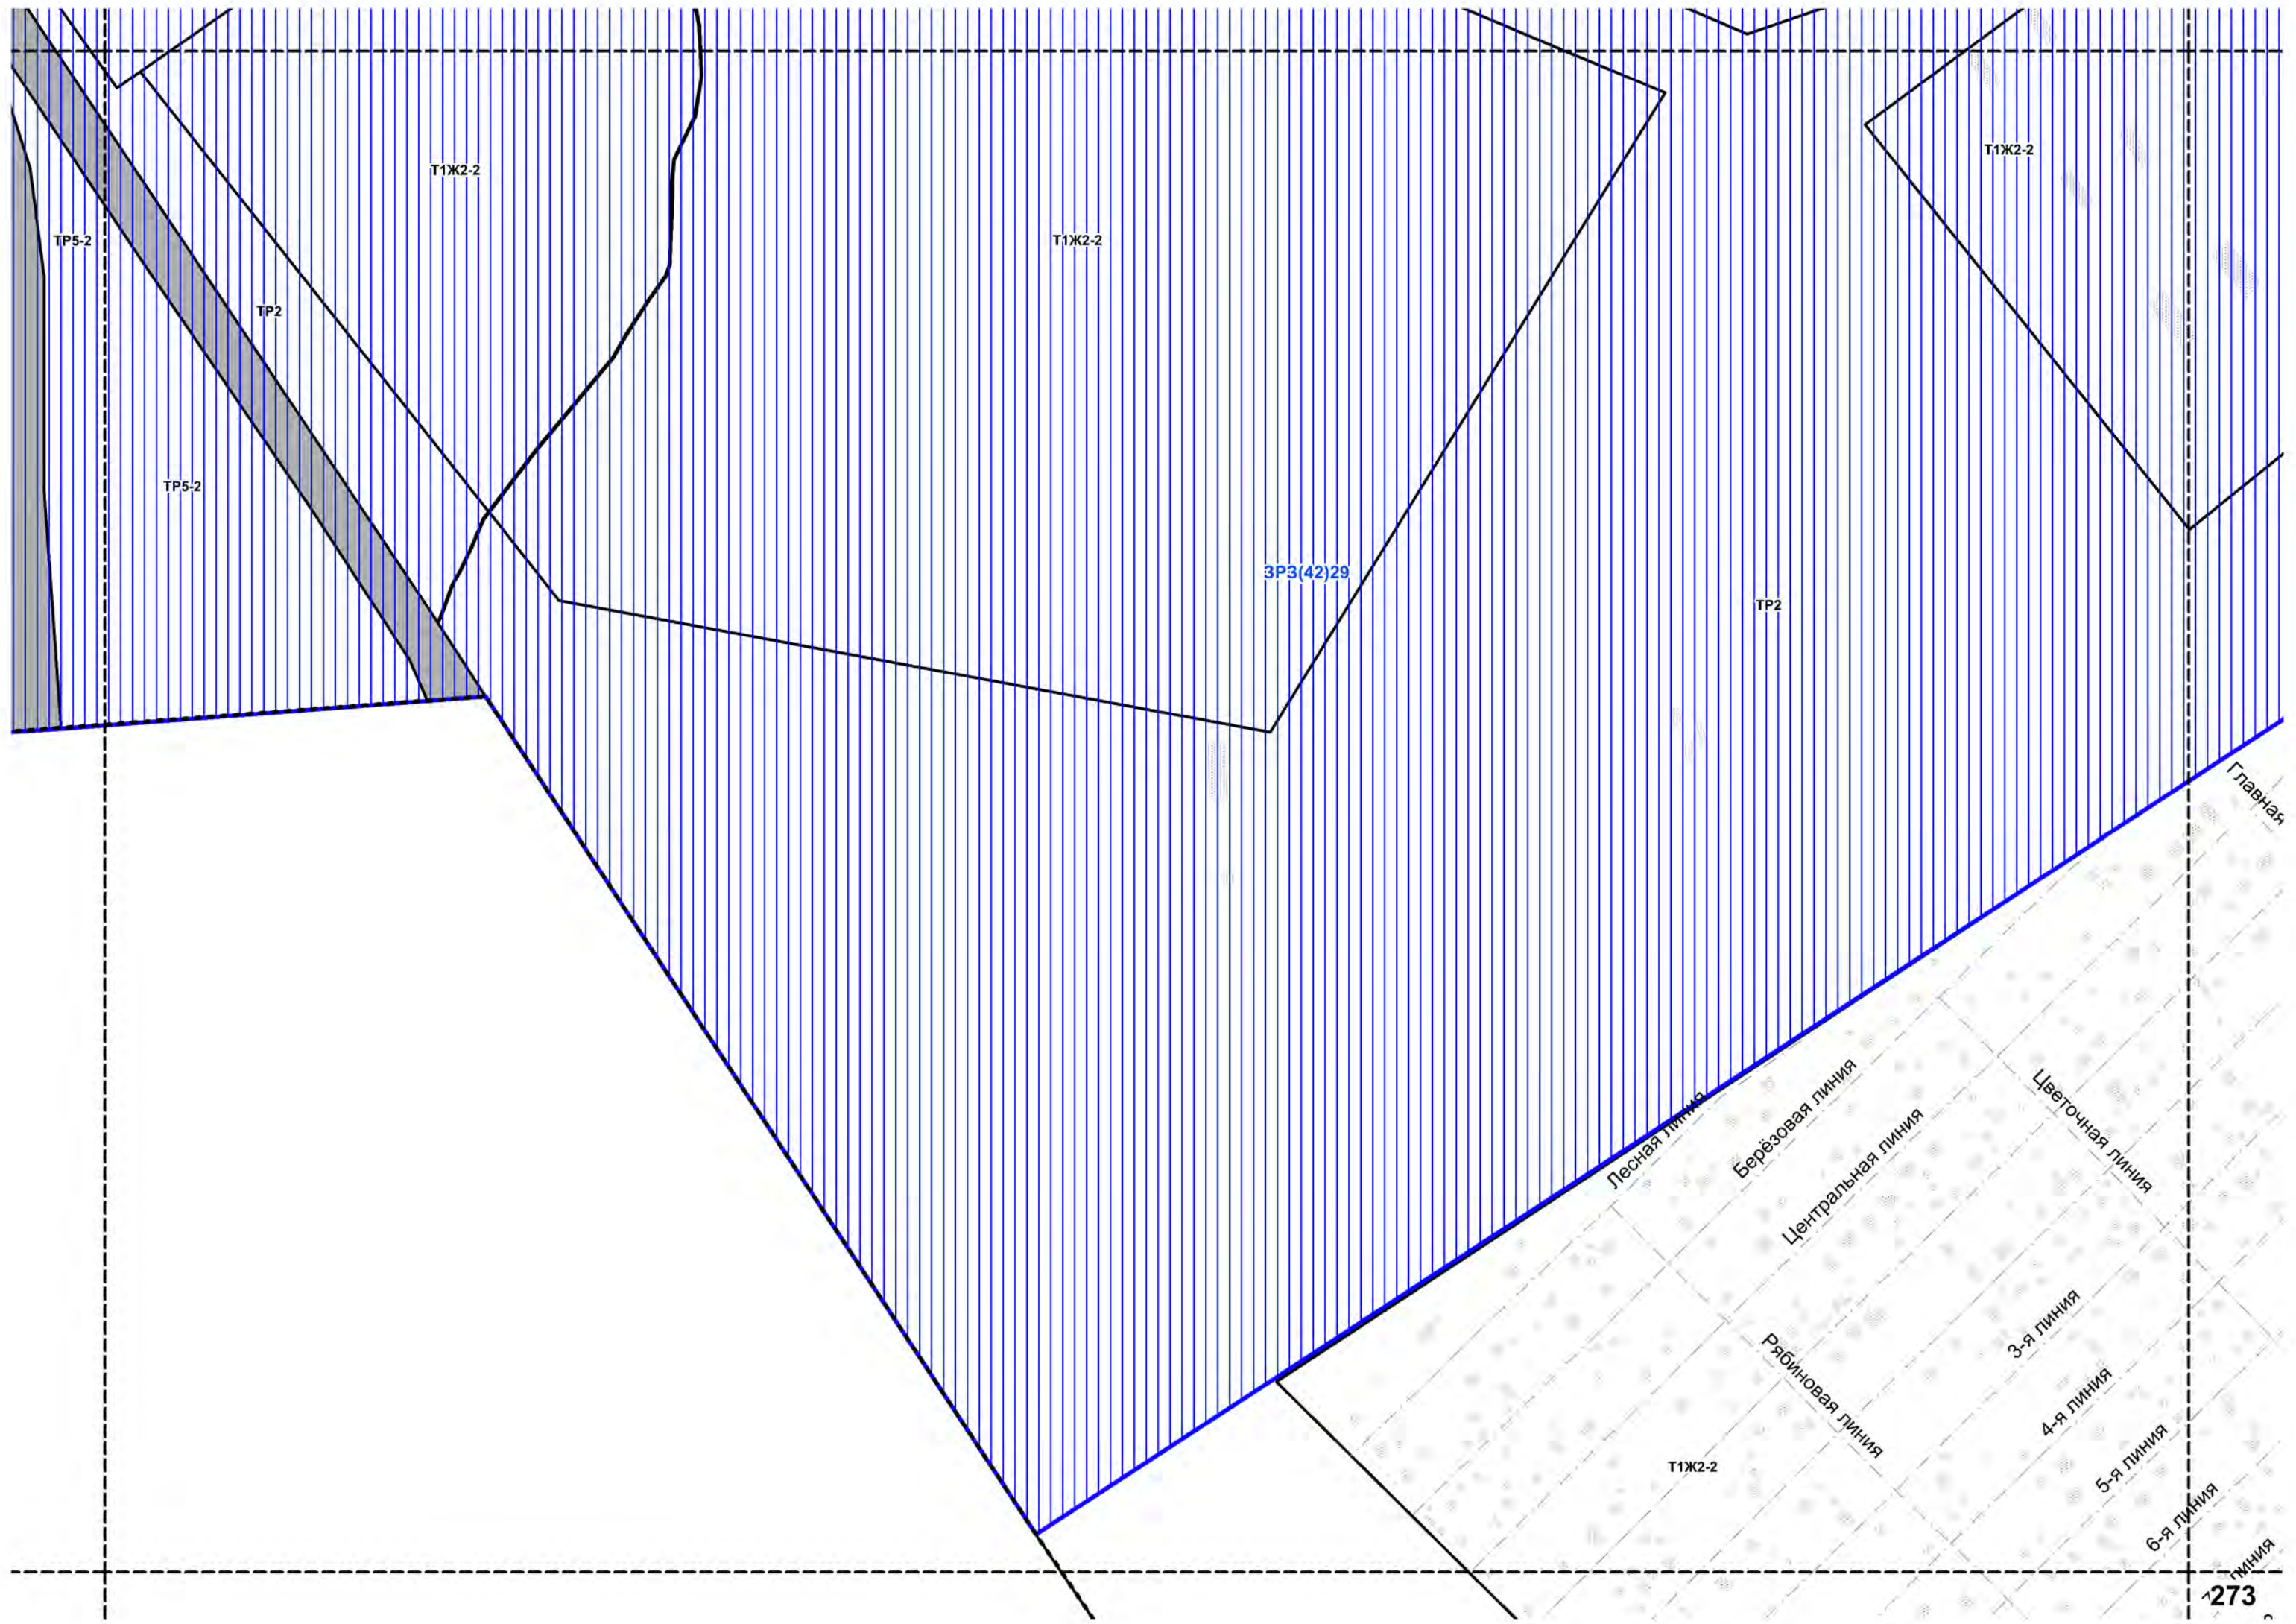 Т1Ж2-2
Т1Ж2-2
ТР5-2
Т1Ж2-2
ТР2
ТР5-2
ЗРЗ(42)29
ТР2
Главная
Лесная линия
Берёзовая линия
Центральная линия
Цветочная линия
3-я линия
Рябиновая линия
4-я линия
5-я линия
Т1Ж2-2
6-я линия
линия
273